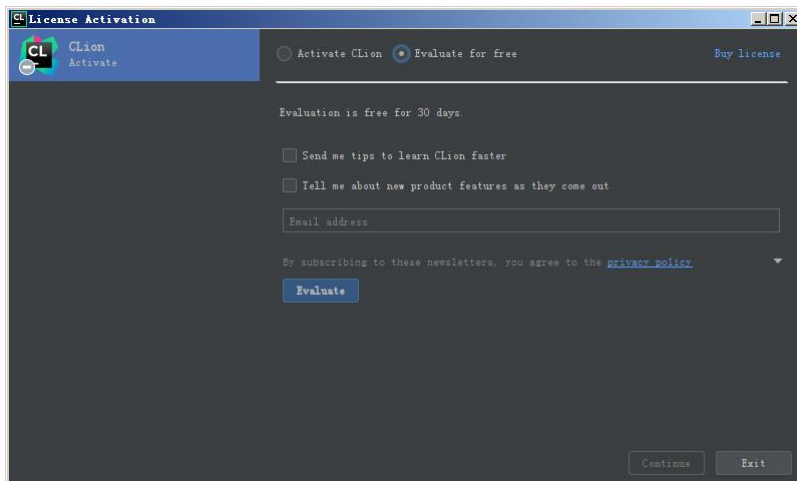 CL License Activation
CL
CLion
Activate
Activate CLion Evaluate for free Buy license
Evaluation is free for 30 days.
Send me tips to learn CLion faster
Tell me about new product features as they come out
Email address
By subscribing to these newsletters, you agree to the privacy policy
Evaluate
Continue Exit